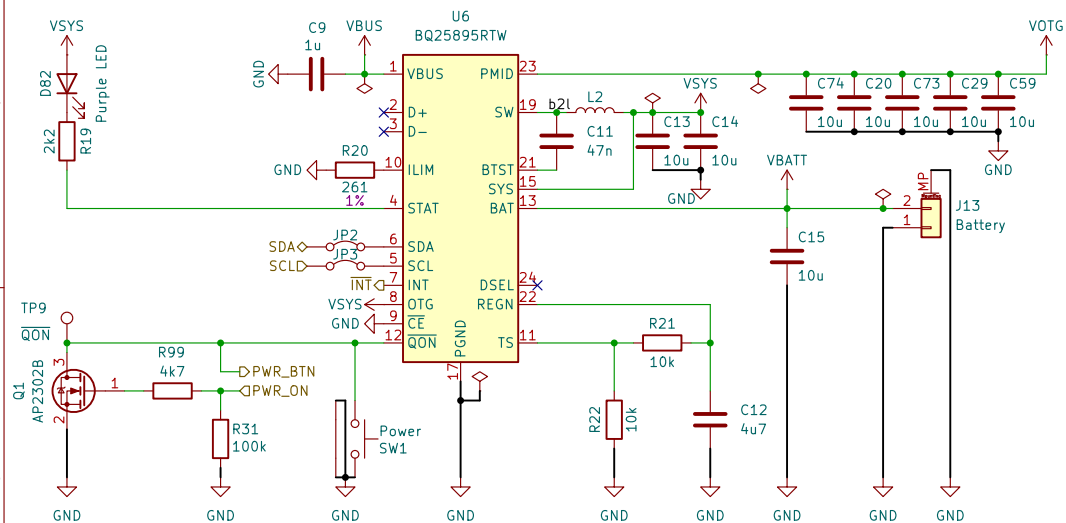 U6
BQ25895RTW
VSYS
D82
Purple LED
2k2
R19
C9
1u
GND
VBUS
1 VBUS
2 D+
3 D-
GND
R20
261
1%
10 ILIM
4 STAT
SDA
JP2
6 SDA
SCL
JP3
5 SCL
INT
7 INT
VSYS
8 OTG
GND
9 CE
12 QON
PGND
17
PMID 23
SW 19
BTST 21
SYS 15
BAT 13
DSEL 24
REGN 22
TS 11
b2l
L2
C11
47n
C13
10u
VSYS
C14
10u
GND
VOTG
C74
10u
C20
10u
C73
10u
C29
10u
C59
10u
GND
VBATT
C15
10u
MP
2
1
J13
Battery
TP9
QON
3
Q1
AP2302B
1
2
R99
4k7
PWR_BTN
PWR_ON
R31
100k
Power
SW1
R21
10k
R22
10k
C12
4u7
GND
GND
GND
GND
GND
GND
GND
GND
GND